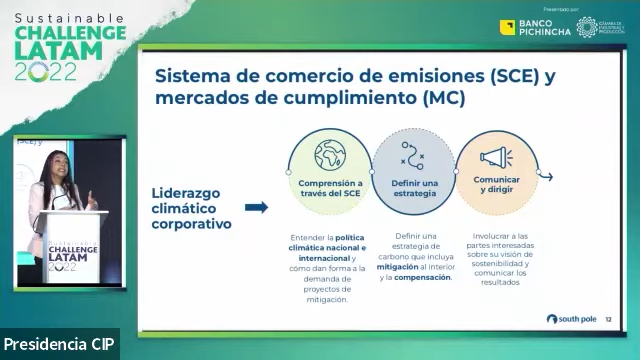 Sustainable
CHALLENGE
LATAM
2022
Presentado por:
BANCO
PICHINCHA
CÁMARA DE
INDUSTRIAS Y
PRODUCCIÓN
Sistema de comercio de emisiones (SCE) y
mercados de cumplimiento (MC)
Liderazgo
climático
corporativo
Comprensión a
través del SCE
Entender la política
climática nacional e
internacional y
cómo dan forma a la
demanda de
proyectos de
mitigación.
Definir una
estrategia
Definir una
estrategia de
carbono que incluya
mitigación al interior
y la compensación.
Comunicar
y dirigir
Involucrar a las
partes interesadas
sobre su visión de
sostenibilidad y
comunicar los
resultados
south pole
12
Sustainable
CHALLENGE
LATAM
2022
Presidencia CIP